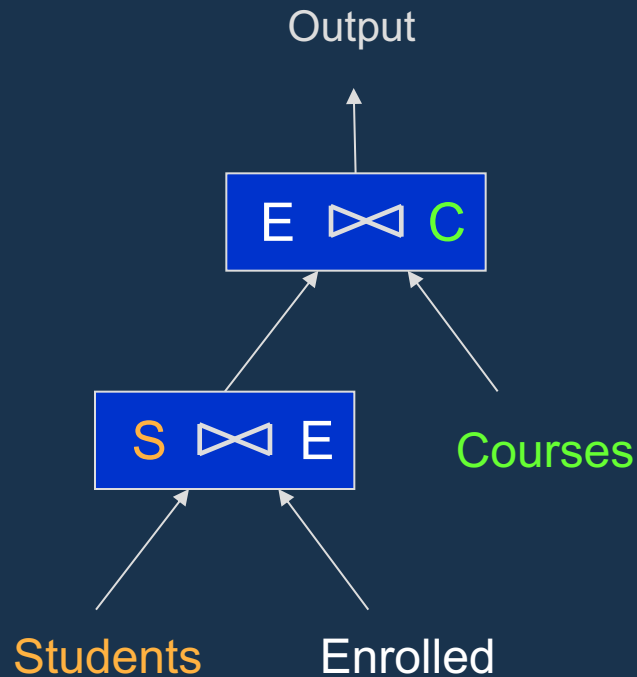 Output
E ⋈ C
S ⋈ E
Courses
Students
Enrolled